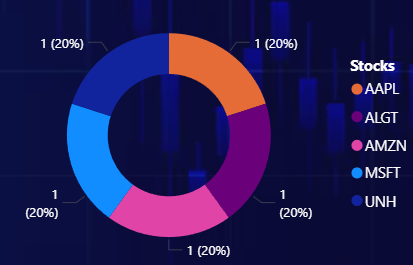 1 (20%)
1 (20%)
Stocks
AAPL
ALGT
AMZN
MSFT
UNH
1
(20%)
1
(20%)
1 (20%)